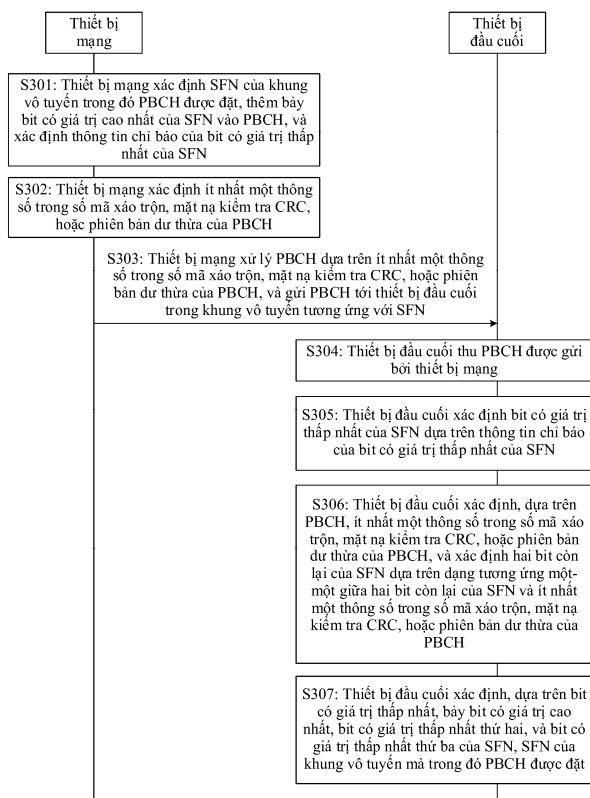 Thiết bị
mạng
Thiết bị
đầu cuối
S301: Thiết bị mạng xác định SFN của khung
vô tuyến trong đó PBCH được đặt, thêm bảy
bit có giá trị cao nhất của SFN vào PBCH, và
xác định thông tin chỉ báo của bit có giá trị thấp
nhất của SFN
S302: Thiết bị mạng xác định ít nhất một thông
số trong số mã xáo trộn, mặt nạ kiểm tra CRC,
hoặc phiên bản dư thừa của PBCH
S303: Thiết bị mạng xử lý PBCH dựa trên ít nhất một thông
số trong số mã xáo trộn, mặt nạ kiểm tra CRC, hoặc phiên
bản dư thừa của PBCH, và gửi PBCH tới thiết bị đầu cuối
trong khung vô tuyến tương ứng với SFN
S304: Thiết bị đầu cuối thu PBCH được gửi
bởi thiết bị mạng
S305: Thiết bị đầu cuối xác định bit có giá trị
thấp nhất của SFN dựa trên thông tin chỉ báo
của bit có giá trị thấp nhất của SFN
S306: Thiết bị đầu cuối xác định, dựa trên
PBCH, ít nhất một thông số trong số mã xáo
trộn, mặt nạ kiểm tra CRC, hoặc phiên bản
dư thừa của PBCH, và xác định hai bit còn
lại của SFN dựa trên dạng tương ứng một-
một giữa hai bit còn lại của SFN và ít nhất
một thông số trong số mã xáo trộn, mặt nạ
kiểm tra CRC, hoặc phiên bản dư thừa của
PBCH
S307: Thiết bị đầu cuối xác định, dựa trên bit
có giá trị thấp nhất, bảy bit có giá trị cao
nhất, bit có giá trị thấp nhất thứ hai, và bit có
giá trị thấp nhất thứ ba của SFN, SFN của
khung vô tuyến mà trong đó PBCH được đặt